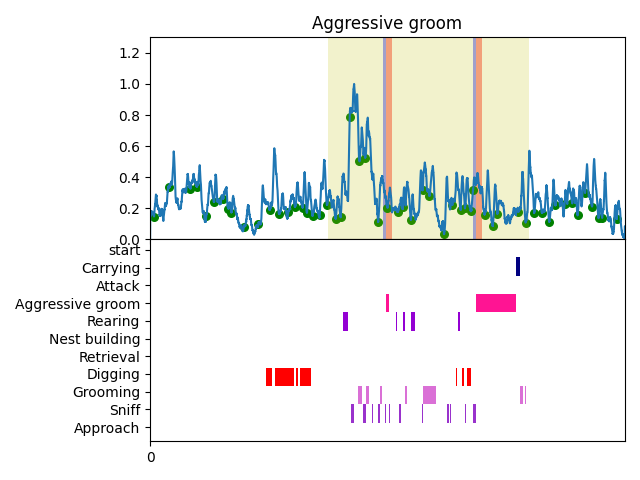 Aggressive groom
1.2
1.0
0.8
0.6
0.4
0.2
0.0
start
Carrying
Attack
Aggressive groom
Rearing
Nest building
Retrieval
Digging
Grooming
Sniff
Approach
0